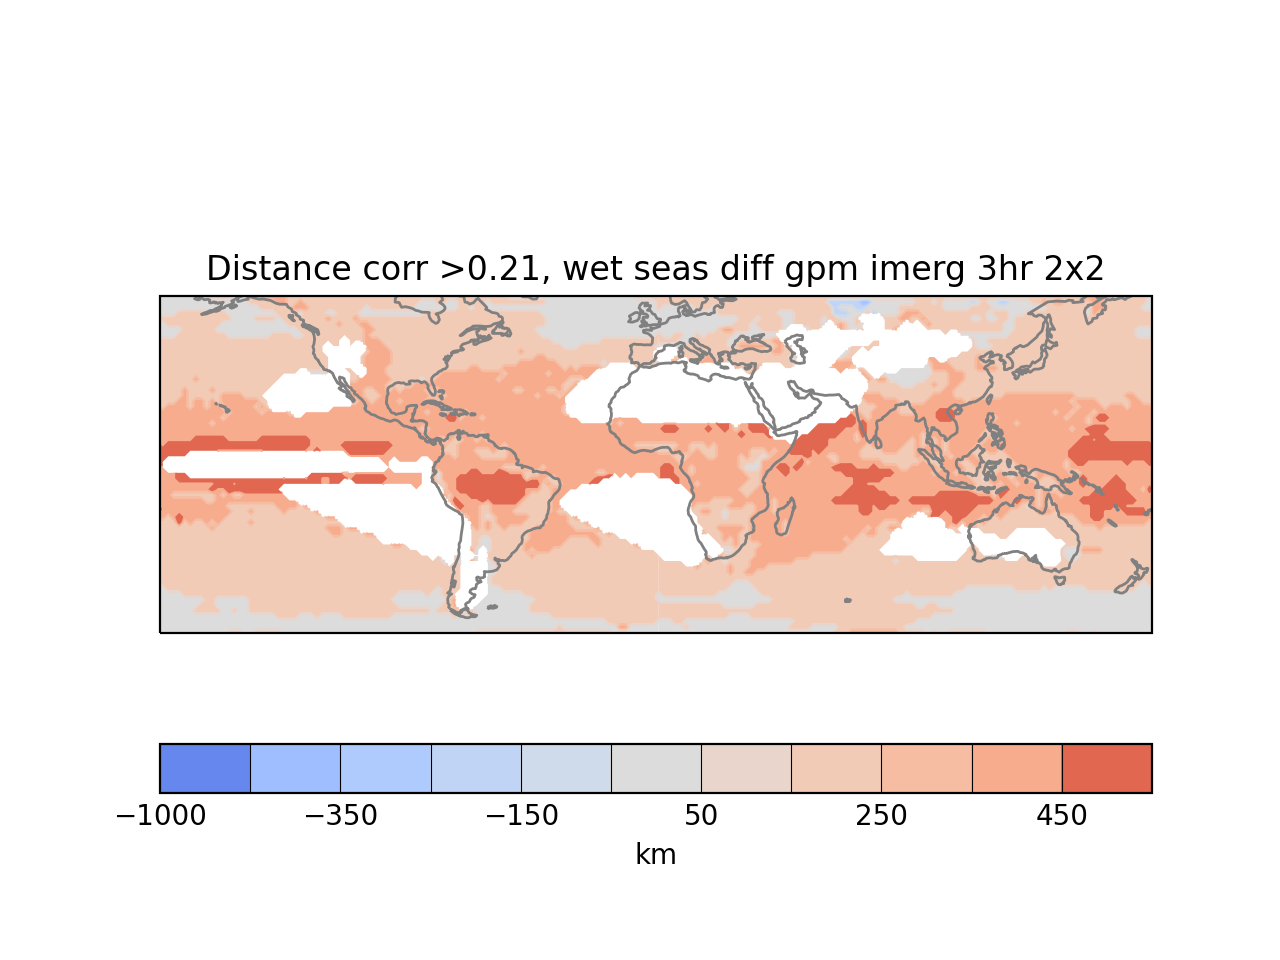 Distance corr >0.21, wet seas diff gpm imerg 3hr 2x2
−1000 −350 −150 50 250 450
km